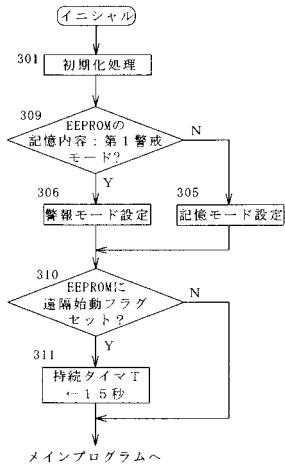 イニシャル
301
初期化処理
309
EEPROMの
記憶内容：第１警戒
モード？
N
Y
306
305
警報モード設定
記憶モード設定
310
EEPROMに
遠隔始動フラグ
セット？
N
Y
311
持続タイマＴ
←１５秒
メインプログラムへ